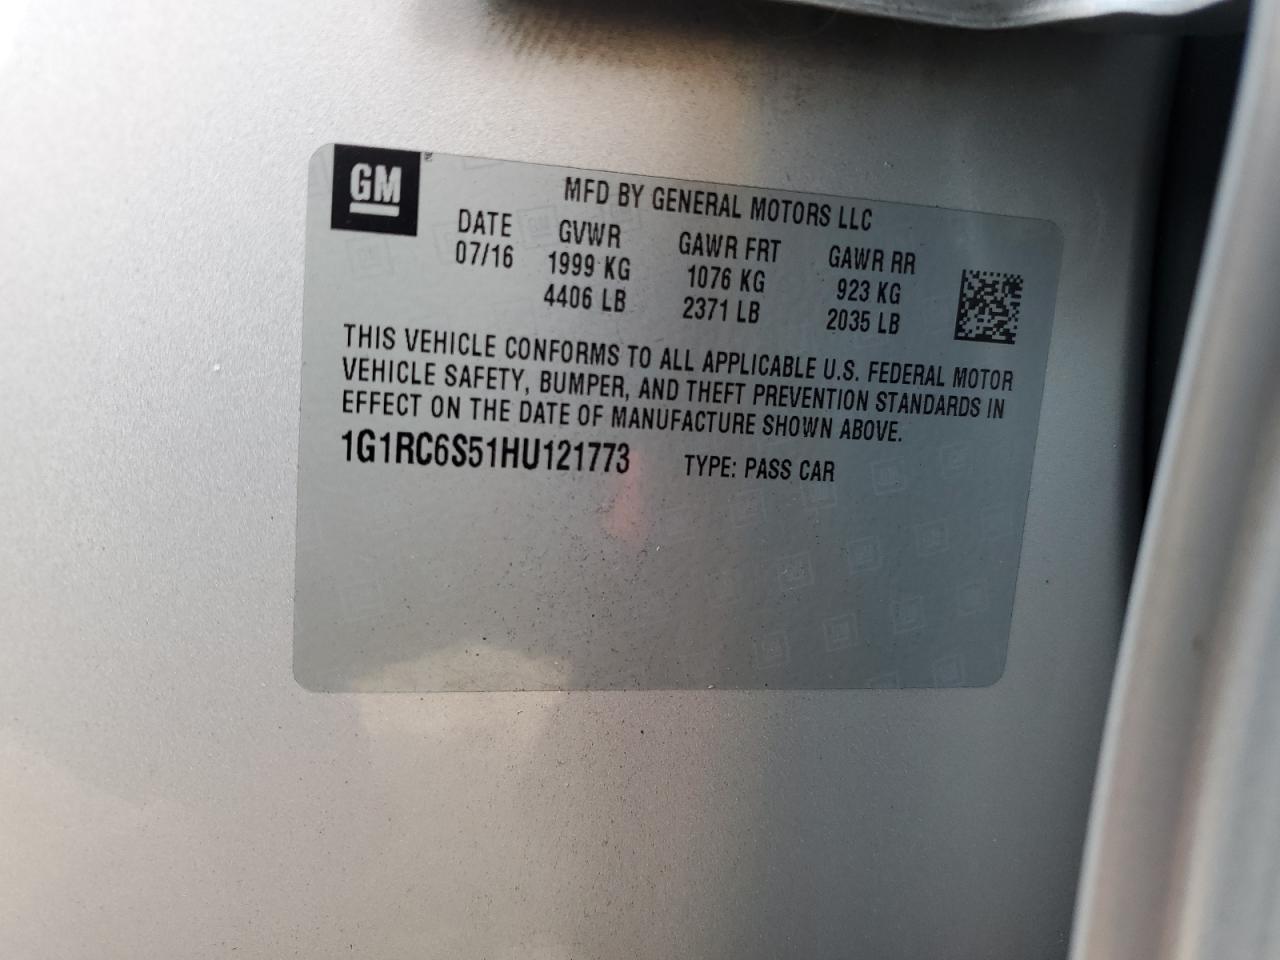 GM
MFD BY GENERAL MOTORS LLC
DATE GVWR GAWR FRT GAWR RR
07/16 1999 KG 1076 KG 923 KG
4406 LB 2371 LB 2035 LB
THIS VEHICLE CONFORMS TO ALL APPLICABLE U.S. FEDERAL MOTOR
VEHICLE SAFETY, BUMPER, AND THEFT PREVENTION STANDARDS IN
EFFECT ON THE DATE OF MANUFACTURE SHOWN ABOVE.
1G1RC6S51HU121773 TYPE: PASS CAR